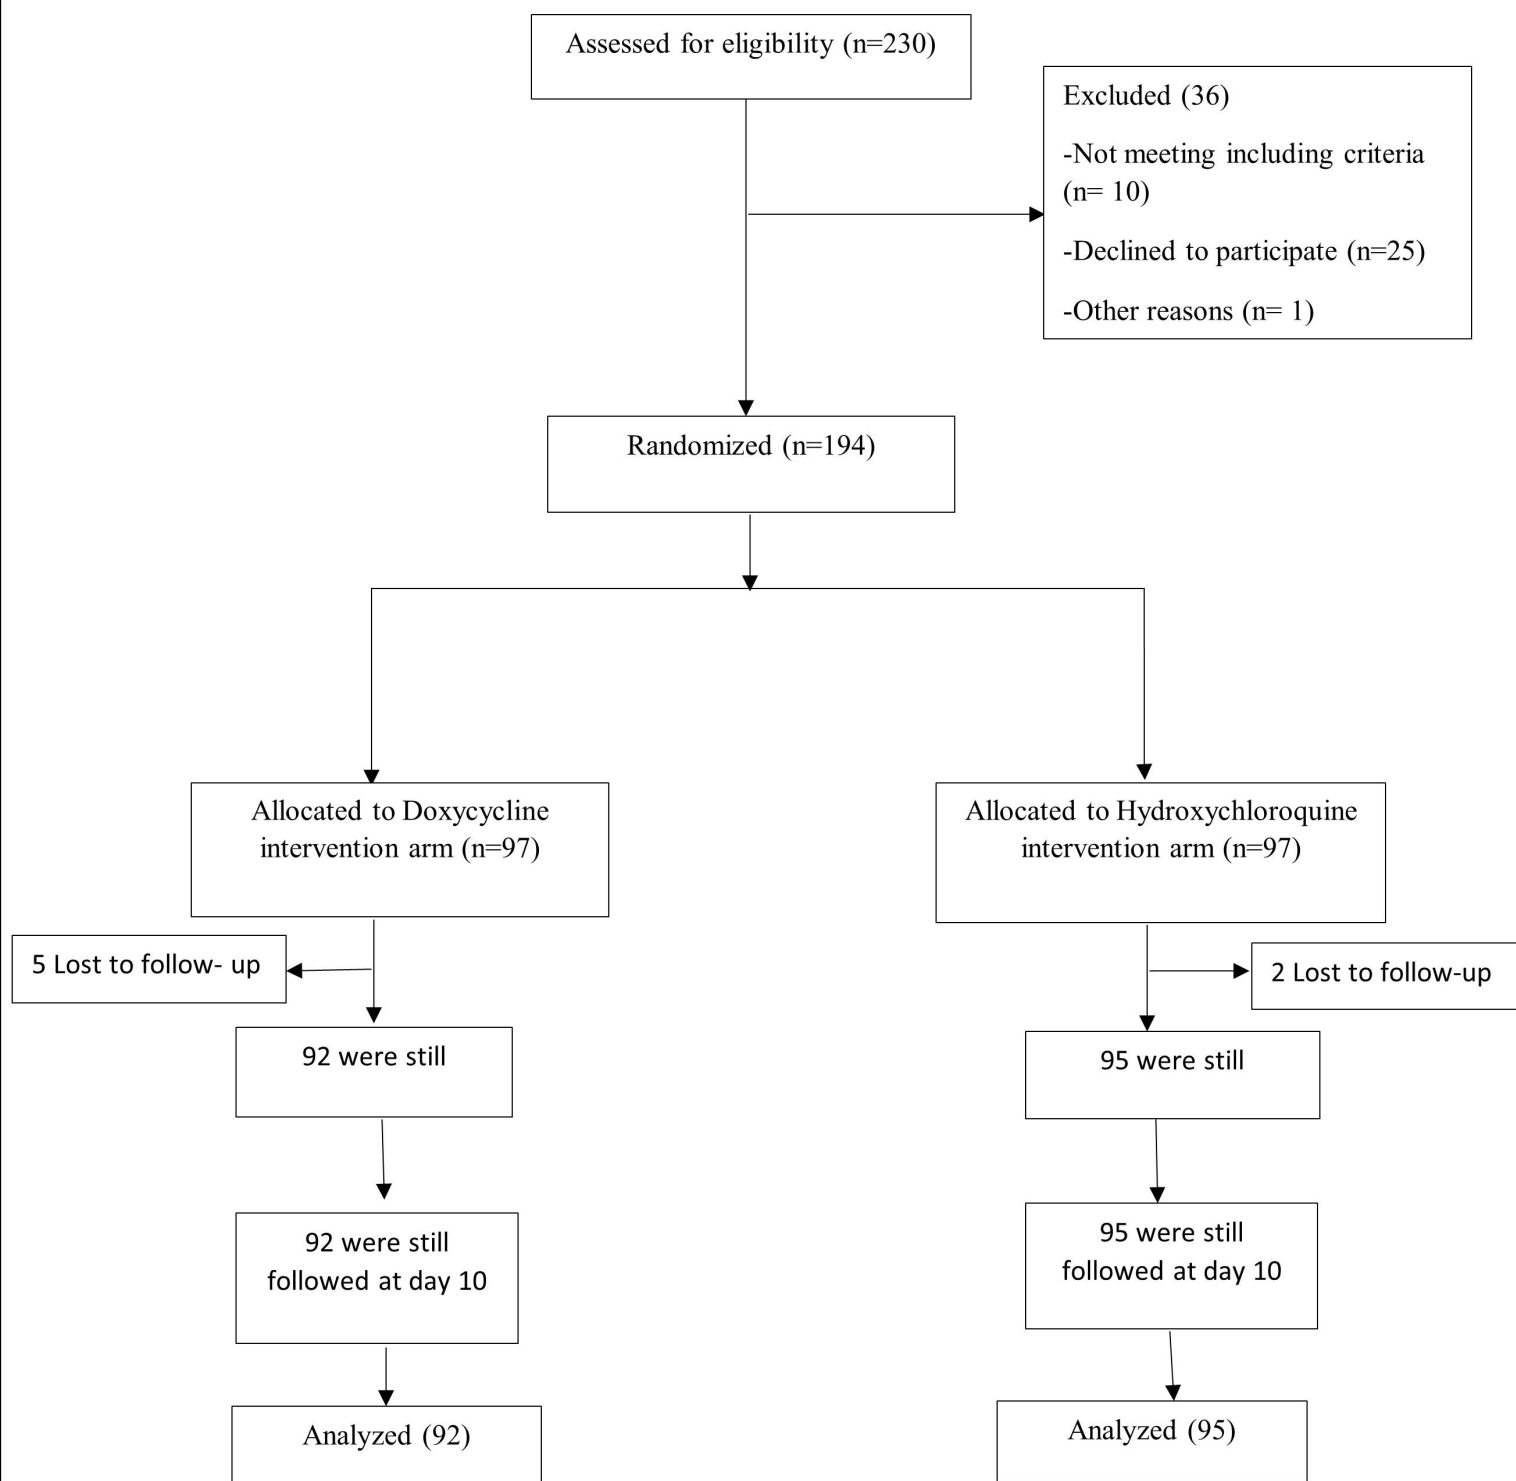 Assessed for eligibility (n=230)
Excluded (36)
-Not meeting including criteria
(n= 10)
-Declined to participate (n=25)
-Other reasons (n= 1)
Randomized (n=194)
Allocated to Doxycycline
intervention arm (n=97)
Allocated to Hydroxychloroquine
intervention arm (n=97)
5 Lost to follow- up
2 Lost to follow-up
92 were still
95 were still
92 were still
followed at day 10
95 were still
followed at day 10
Analyzed (92)
Analyzed (95)